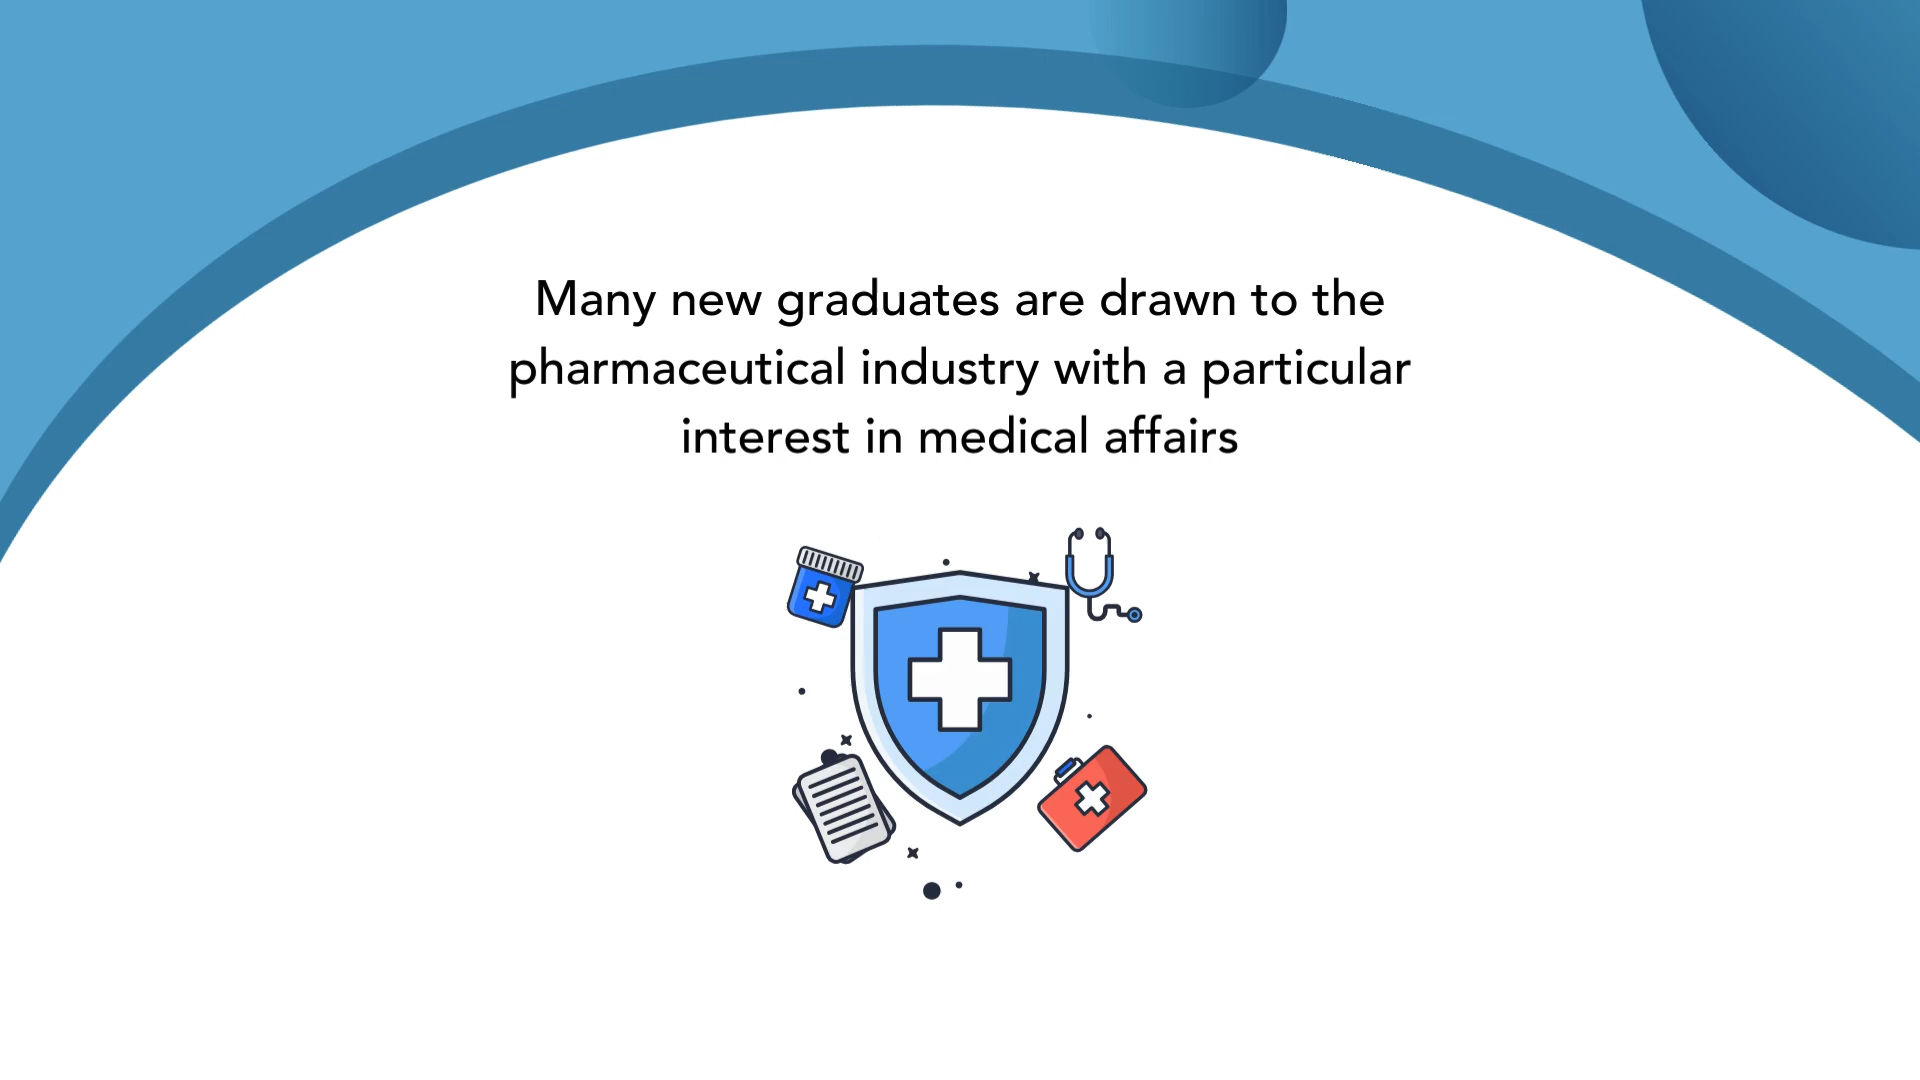 Many new graduates are drawn to the
pharmaceutical industry with a particular
interest in medical affairs